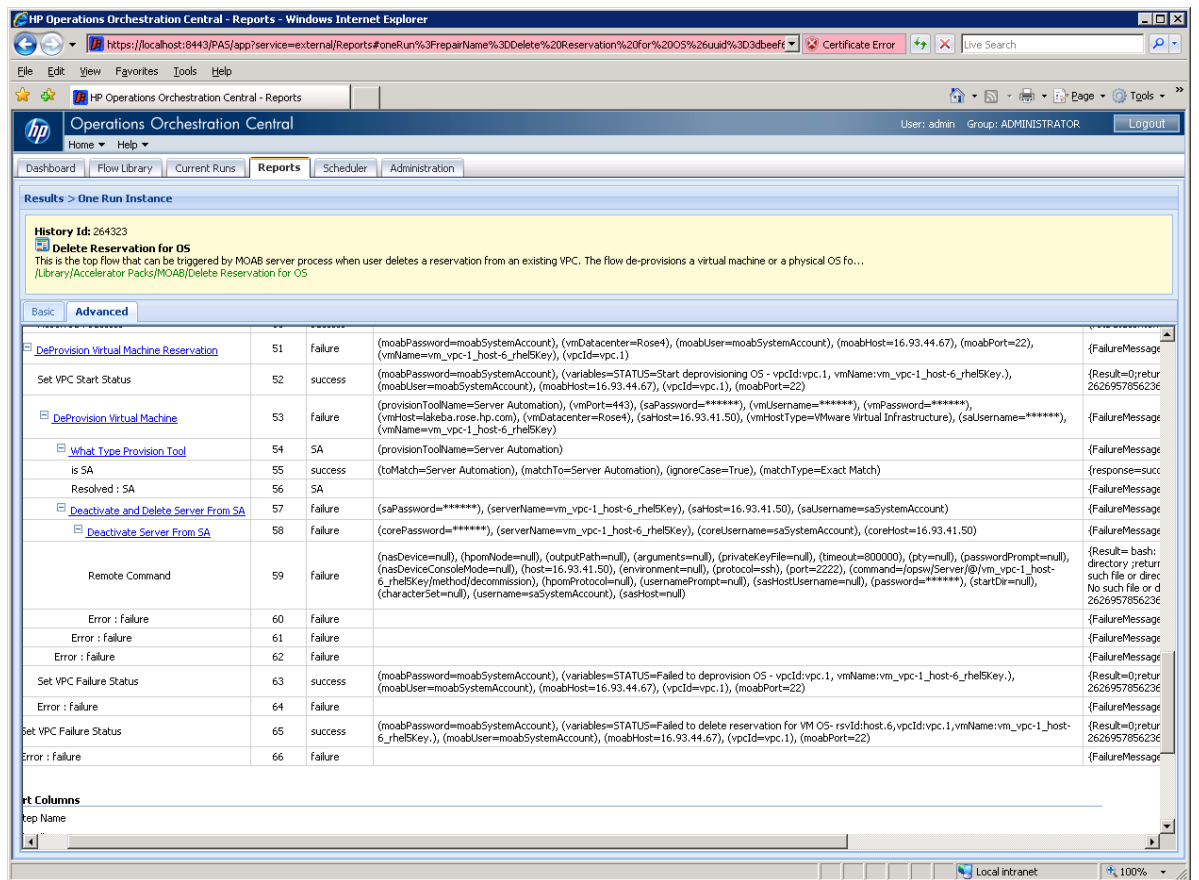 HP Operations Orchestration Central - Reports - Windows Internet Explorer
https://localhost:8443/PAS/app?service=external/Reports#oneRun%3FrepairName%3DDelete%20Reservation%20for%20OS%26uuid%3D3dbeef6
Certificate Error
Live Search
File Edit View Favorites Tools Help
HP Operations Orchestration Central - Reports
Page Tools
hp Operations Orchestration Central
User: admin Group: ADMINISTRATOR Logout
Home Help
Dashboard Flow Library Current Runs Reports Scheduler Administration
Results > One Run Instance
History Id: 264323
Delete Reservation for OS
This is the top flow that can be triggered by MOAB server process when user deletes a reservation from an existing VPC. The flow de-provisions a virtual machine or a physical OS fo...
/Library/Accelerator Packs/MOAB/Delete Reservation for OS
Basic Advanced
DeProvision Virtual Machine Reservation 51 failure (moabPassword=moabSystemAccount), (vmDatacenter=Rose4), (moabUser=moabSystemAccount), (moabHost=16.93.44.67), (moabPort=22), {FailureMessage
(vmName=vm_vpc-1_host-6_rhel5Key), (vpcId=vpc.1)
Set VPC Start Status 52 success (moabPassword=moabSystemAccount), (variables=STATUS=Start deprovisioning OS - vpcId:vpc.1, vmName:vm_vpc-1_host-6_rhel5Key.), {Result=0;retur
(moabUser=moabSystemAccount), (moabHost=16.93.44.67), (vpcId=vpc.1), (moabPort=22) 2626957856236
DeProvision Virtual Machine 53 failure (provisionToolName=Server Automation), (vmPort=443), (saPassword=******), (vmUsername=******), (vmPassword=******), {FailureMessage
(vmHost=lakeba.rose.hp.com), (vmDatacenter=Rose4), (saHost=16.93.41.50), (vmHostType=VMware Virtual Infrastructure), (saUsername=******),
(vmName=vm_vpc-1_host-6_rhel5Key)
What Type Provision Tool 54 SA (provisionToolName=Server Automation) {FailureMessage
is SA 55 success (toMatch=Server Automation), (matchTo=Server Automation), (ignoreCase=True), (matchType=Exact Match) {response=succ
Resolved : SA 56 SA {FailureMessage
Deactivate and Delete Server From SA 57 failure (saPassword=******), (serverName=vm_vpc-1_host-6_rhel5Key), (saHost=16.93.41.50), (saUsername=saSystemAccount) {FailureMessage
Deactivate Server From SA 58 failure (corePassword=******), (serverName=vm_vpc-1_host-6_rhel5Key), (coreUsername=saSystemAccount), (coreHost=16.93.41.50) {FailureMessage
Remote Command 59 failure (nasDevice=null), (hpomNode=null), (outputPath=null), (arguments=null), (privateKeyFile=null), (timeout=800000), (pty=null), (passwordPrompt=null), {Result= bash:
(nasDeviceConsoleMode=null), (host=16.93.41.50), (environment=null), (protocol=ssh), (port=2222), (command=/opsw/Server/@/vm_vpc-1_host- directory ;return
6_rhel5Key/method/decommission), (hpomProtocol=null), (usernamePrompt=null), (sasHostUsername=null), (password=******), (startDir=null), such file or direc
(characterSet=null), (username=saSystemAccount), (sasHost=null) No such file or d
2626957856236
Error : failure 60 failure {FailureMessage
Error : failure 61 failure {FailureMessage
Error : failure 62 failure {FailureMessage
Set VPC Failure Status 63 success (moabPassword=moabSystemAccount), (variables=STATUS=Failed to deprovision OS - vpcId:vpc.1, vmName:vm_vpc-1_host-6_rhel5Key.), {Result=0;retur
(moabUser=moabSystemAccount), (moabHost=16.93.44.67), (vpcId=vpc.1), (moabPort=22) 2626957856236
Error : failure 64 failure {FailureMessage
Set VPC Failure Status 65 success (moabPassword=moabSystemAccount), (variables=STATUS=Failed to delete reservation for VM OS- rsvId:host.6,vpcId:vpc.1,vmName:vm_vpc-1_host- {Result=0;retur
6_rhel5Key.), (moabUser=moabSystemAccount), (moabHost=16.93.44.67), (vpcId=vpc.1), (moabPort=22) 2626957856236
Error : failure 66 failure {FailureMessage
rt Columns
tep Name
Local intranet 100%